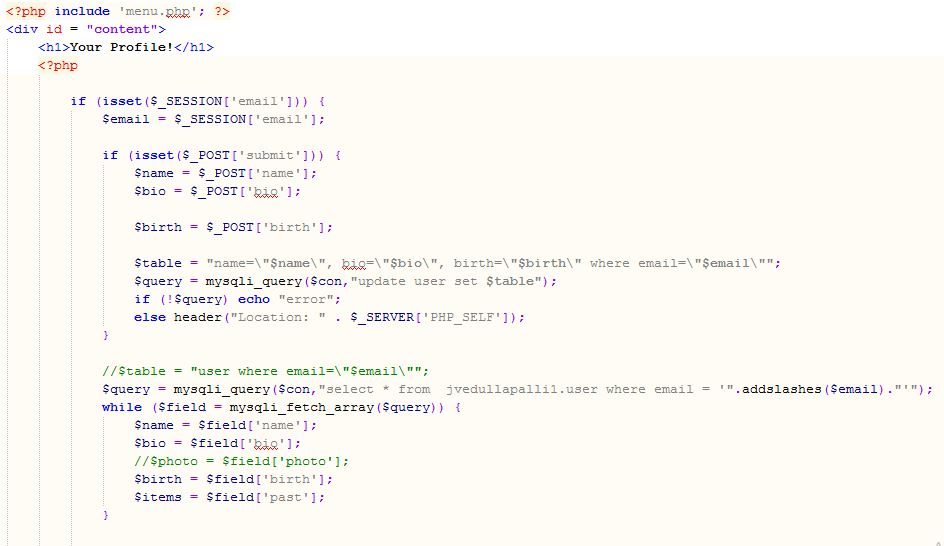 <?php include 'menu.php'; ?>
<div id = "content">
<h1>Your Profile!</h1>
<?php
if (isset($_SESSION['email'])) {
$email = $_SESSION['email'];
if (isset($_POST['submit'])) {
$name = $_POST['name'];
$bio = $_POST['bio'];
$birth = $_POST['birth'];
$table = "name=\"$name\", bio=\"$bio\", birth=\"$birth\" where email=\"$email\"";
$query = mysqli_query($con,"update user set $table");
if (!$query) echo "error";
else header("Location: " . $_SERVER['PHP_SELF']);
}
//$table = "user where email=\"$email\"";
$query = mysqli_query($con,"select * from  jvedullapalli1.user where email = '".addslashes($email)."'");
while ($field = mysqli_fetch_array($query)) {
$name = $field['name'];
$bio = $field['bio'];
//$photo = $field['photo'];
$birth = $field['birth'];
$items = $field['past'];
}